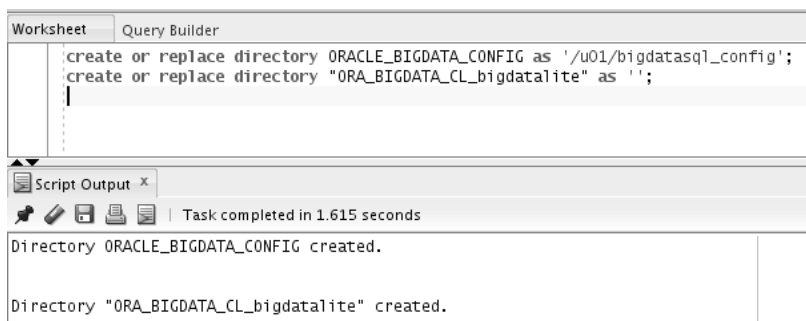 Worksheet Query Builder
create or replace directory ORACLE_BIGDATA_CONFIG as '/u01/bigdatasql_config';
create or replace directory "ORA_BIGDATA_CL_bigdatalite" as '';
Script Output x
Task completed in 1.615 seconds
Directory ORACLE_BIGDATA_CONFIG created.
Directory "ORA_BIGDATA_CL_bigdatalite" created.